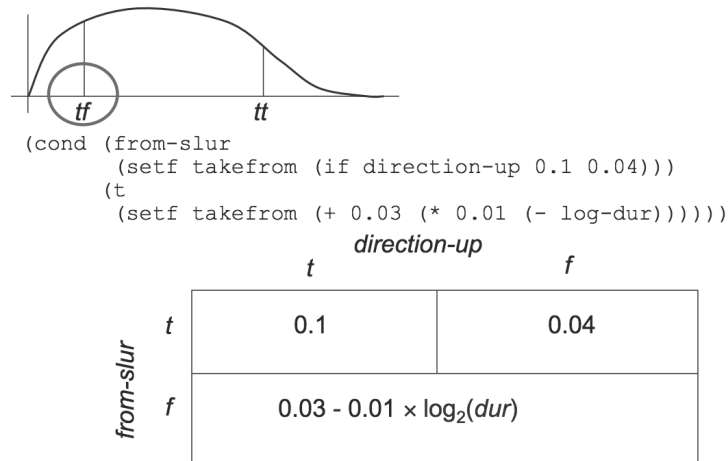 tf tt
(cond (from-slur
(setf takefrom (if direction-up 0.1 0.04)))
(t
(setf takefrom (+ 0.03 (* 0.01 (- log-dur))))))
direction-up
t f
from-slur
t 0.1 0.04
f 0.03 - 0.01 × log₂(dur)